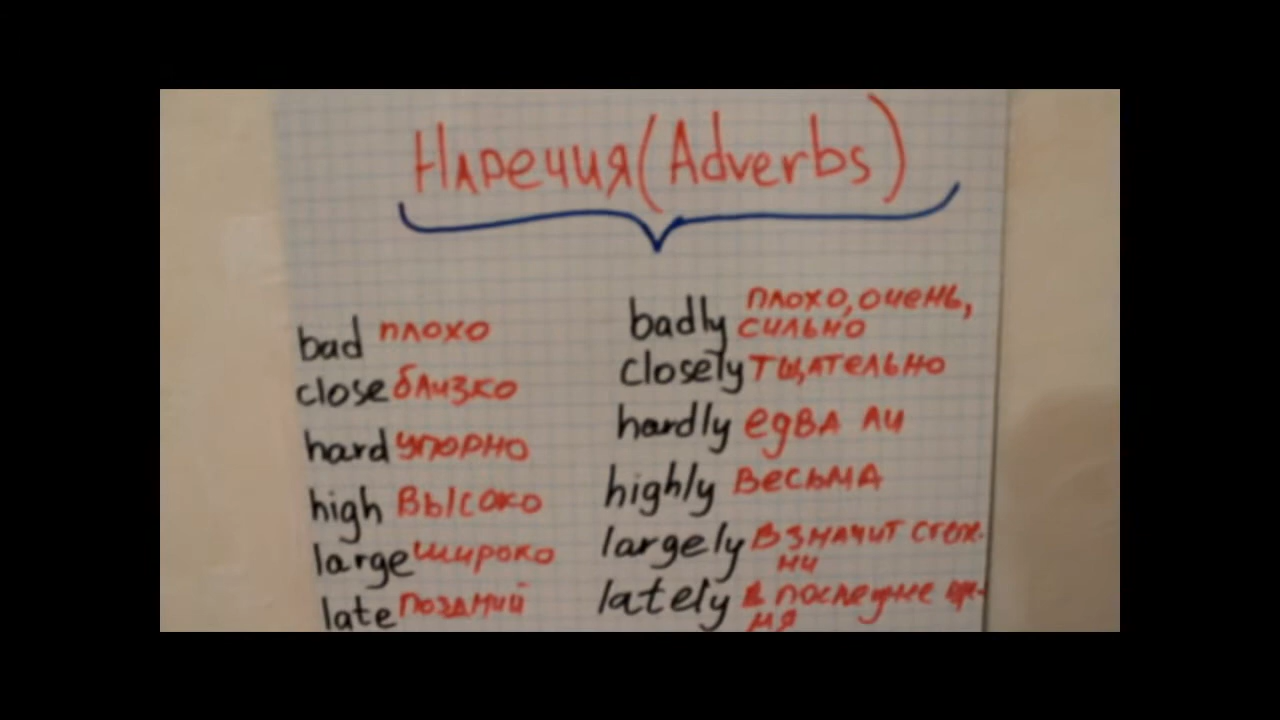 Наречия (Adverbs)
bad плохо
close близко
hard упорно
high высоко
large широко
late поздний
badly плохо, очень,
сильно
closely тщательно
hardly едва ли
highly весьма
largely в значит степе-
ни
lately в последнее вре-
мя